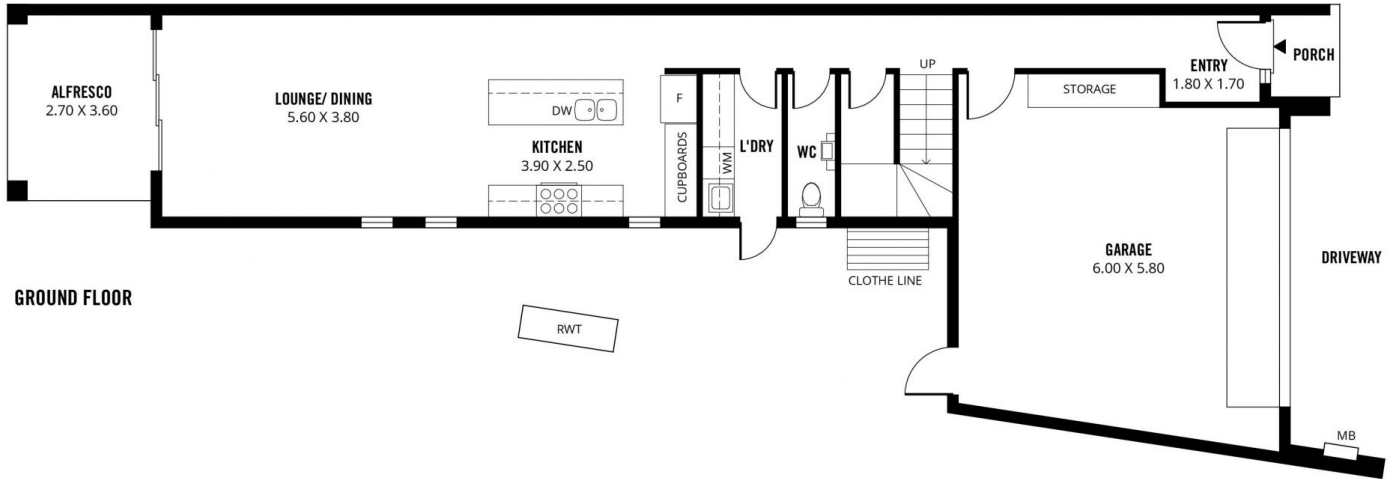 ALFRESCO
2.70 X 3.60
LOUNGE/ DINING
5.60 X 3.80
DW
KITCHEN
3.90 X 2.50
F
CUPBOARDS
WM
L'DRY
WC
UP
STORAGE
ENTRY
1.80 X 1.70
PORCH
GARAGE
6.00 X 5.80
DRIVEWAY
CLOTHE LINE
GROUND FLOOR
RWT
MB